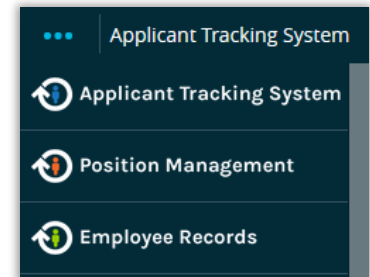 Applicant Tracking System
Applicant Tracking System
Position Management
Employee Records